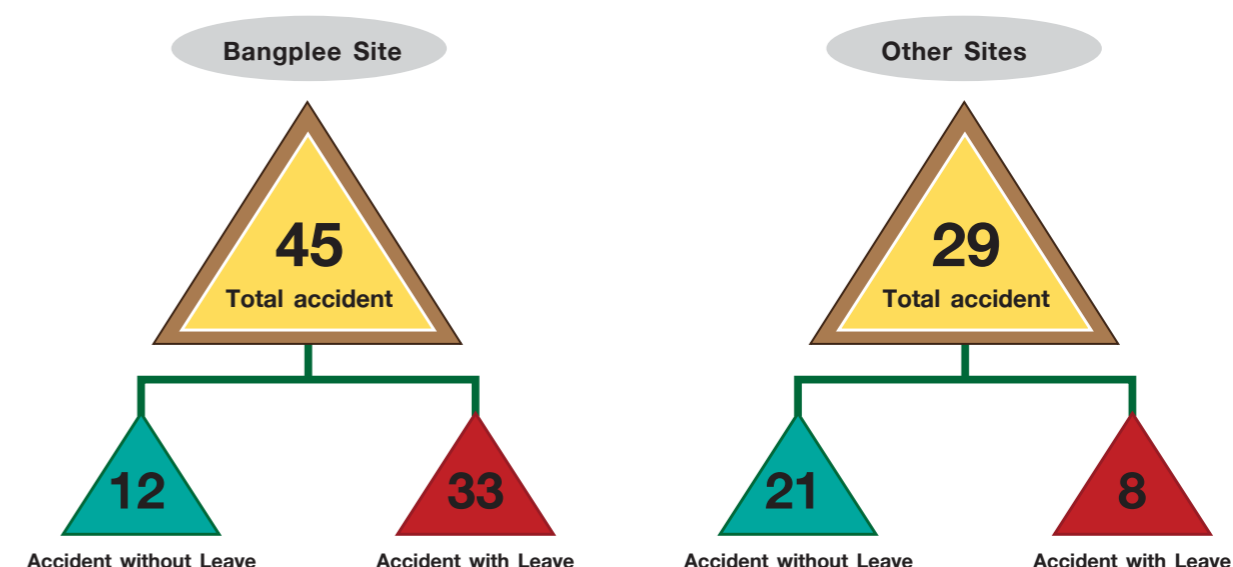 Bangplee Site
45
Total accident
12
33
Accident without Leave
Accident with Leave
Other Sites
29
Total accident
21
8
Accident without Leave
Accident with Leave